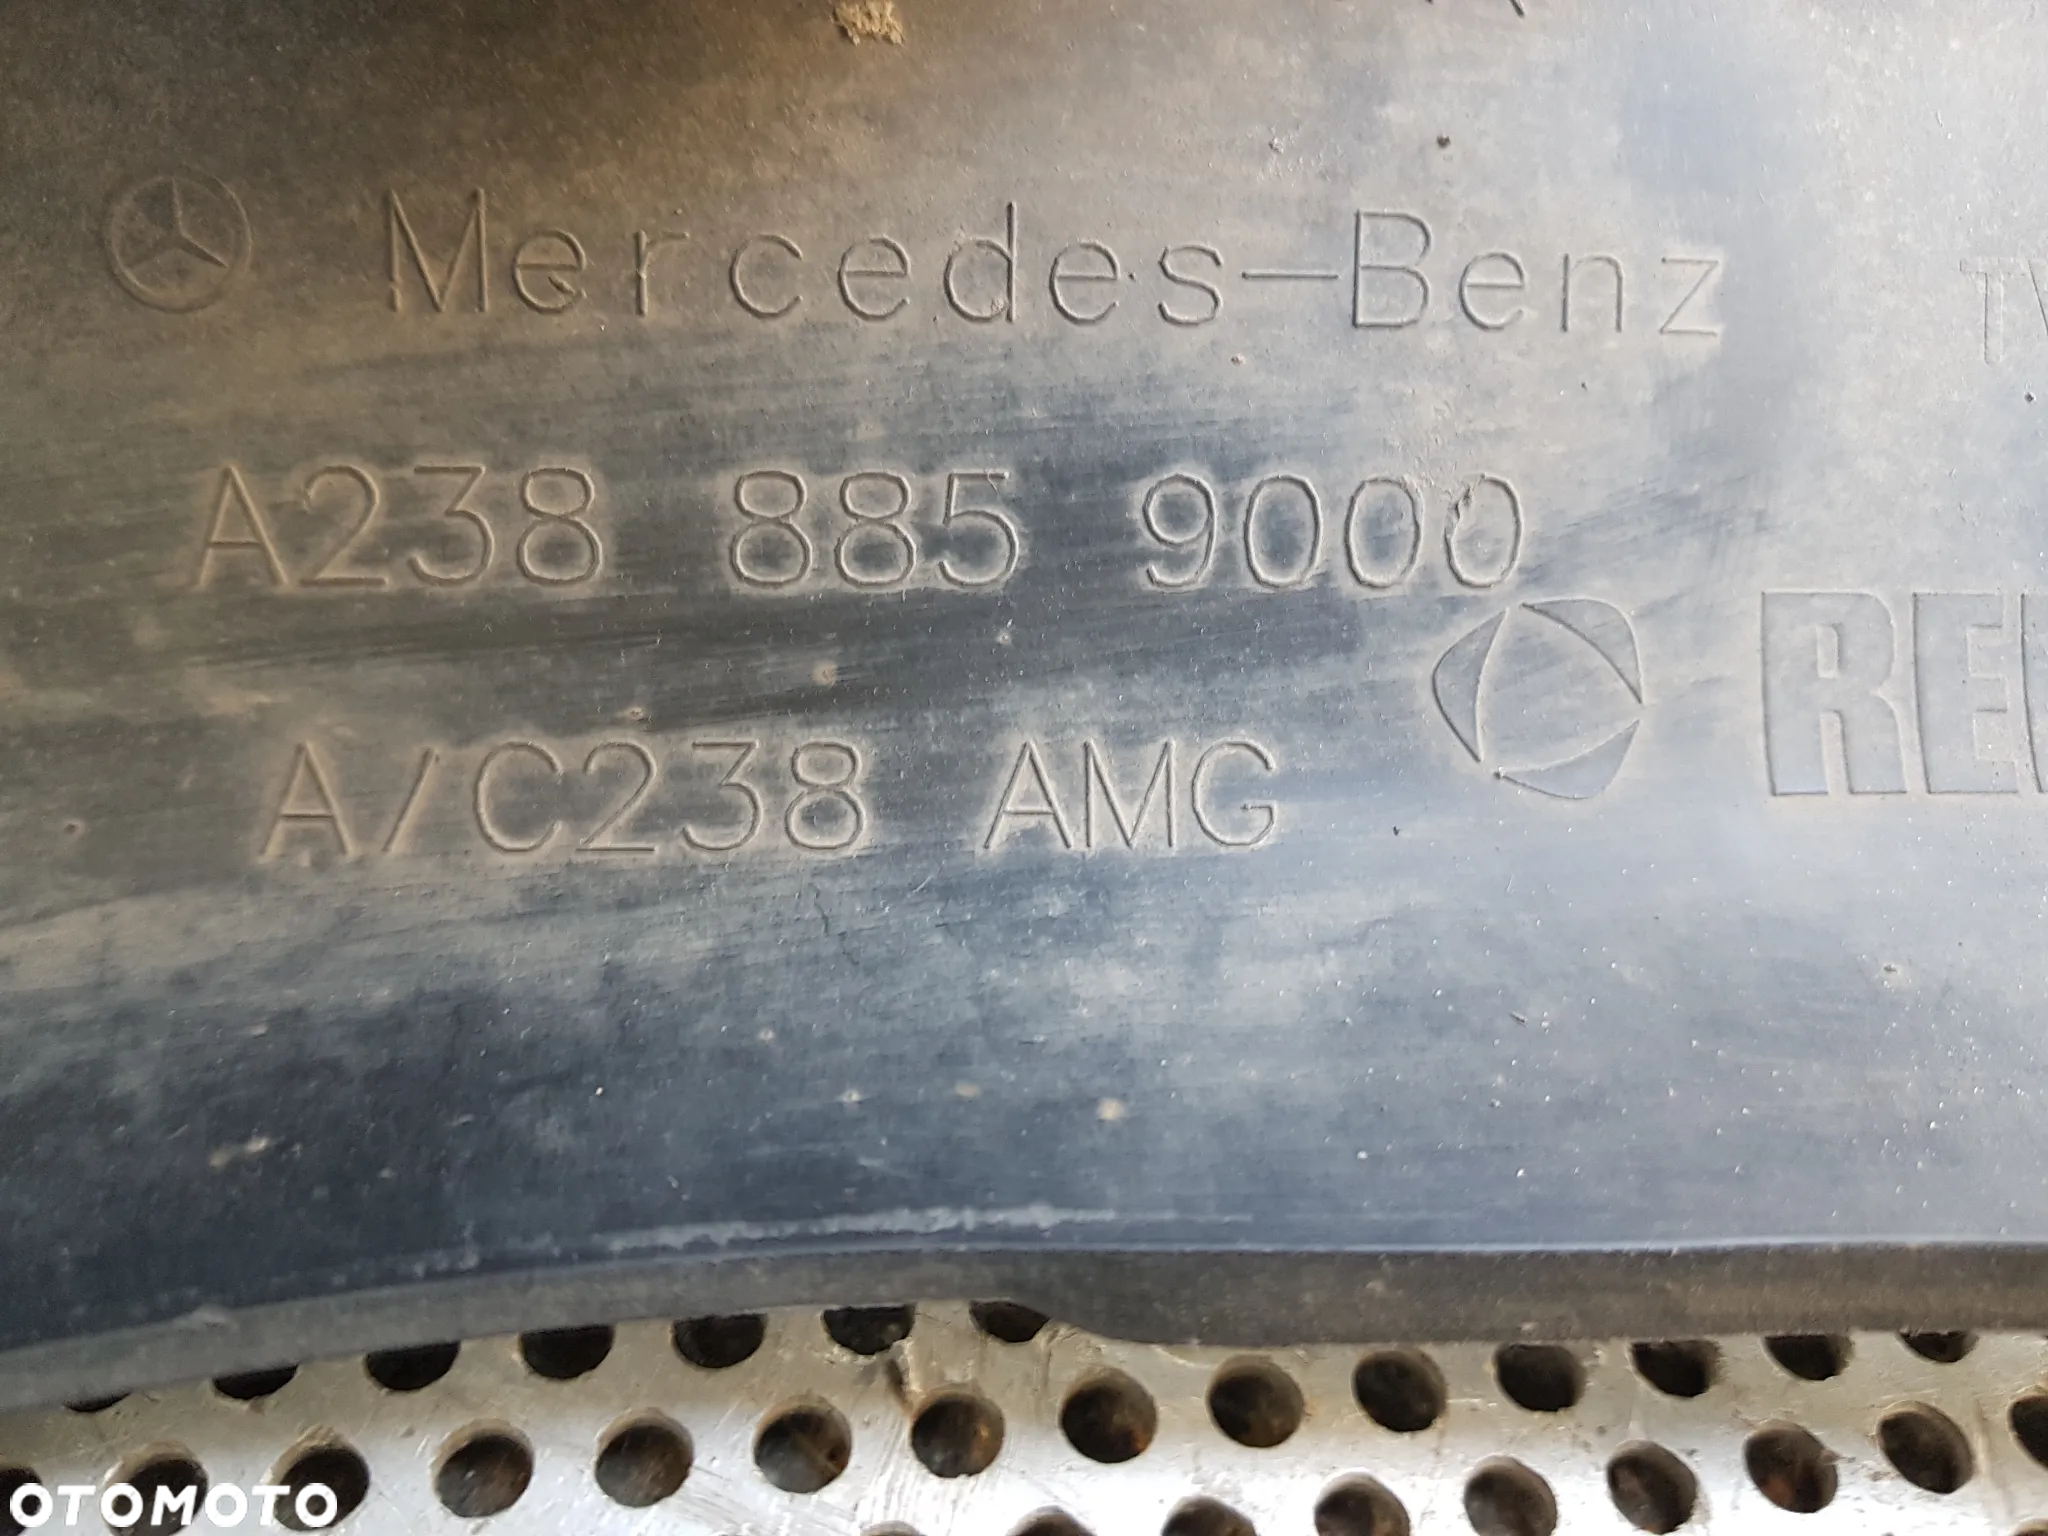 Mercedes-Benz
A238 885 9000
A/C238 AMG
OTOMOTO